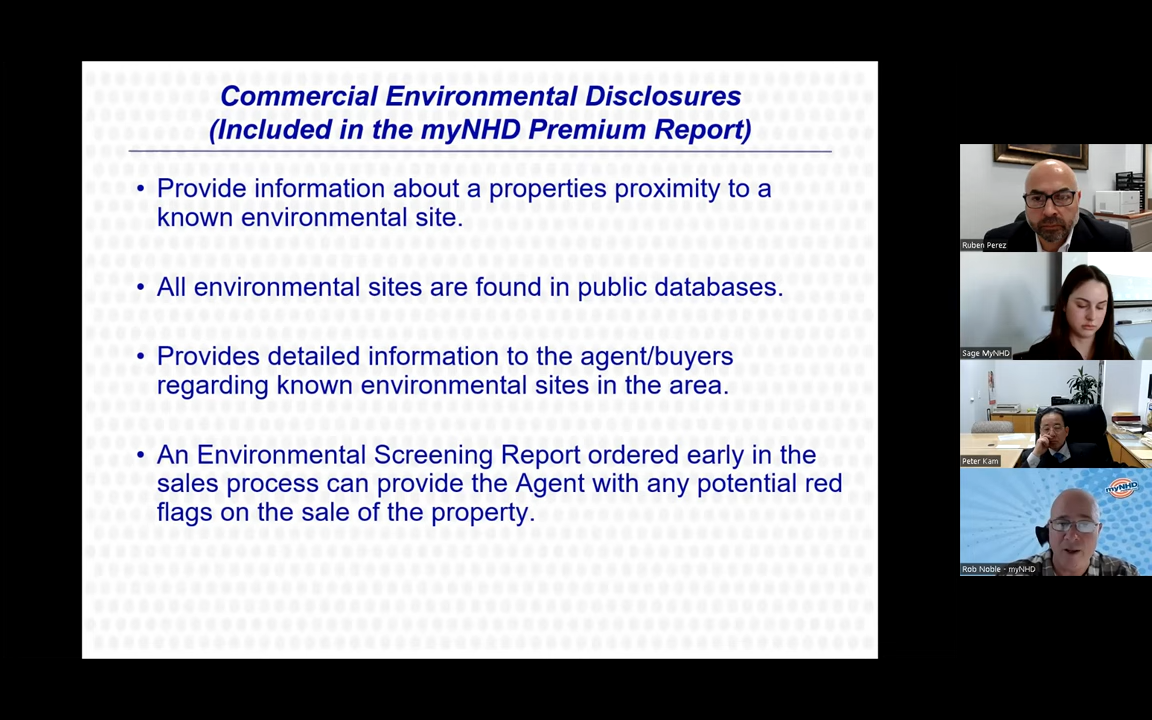 Commercial Environmental Disclosures
(Included in the myNHD Premium Report)
• Provide information about a properties proximity to a
known environmental site.
• All environmental sites are found in public databases.
• Provides detailed information to the agent/buyers
regarding known environmental sites in the area.
• An Environmental Screening Report ordered early in the
sales process can provide the Agent with any potential red
flags on the sale of the property.
Ruben Perez
Sage MyNHD
Peter Kam
myNHD
Rob Noble - myNHD